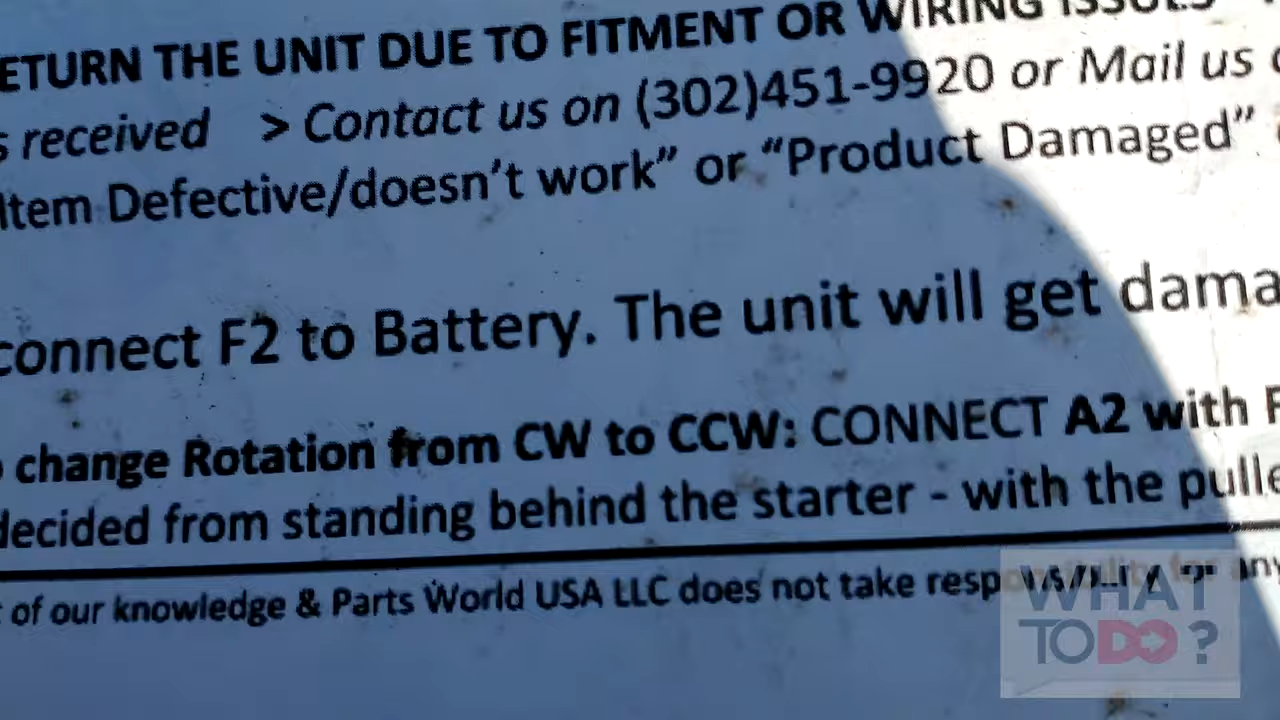 ETURN THE UNIT DUE TO FITMENT OR WIRING ISSUES
s received > Contact us on (302)451-9920 or Mail us
Item Defective/doesn't work” or “Product Damaged”
connect F2 to Battery. The unit will get dama
change Rotation from CW to CCW: CONNECT A2 with F
decided from standing behind the starter - with the pulle
of our knowledge & Parts World USA LLC does not take resp
WHAT
TO DO ?